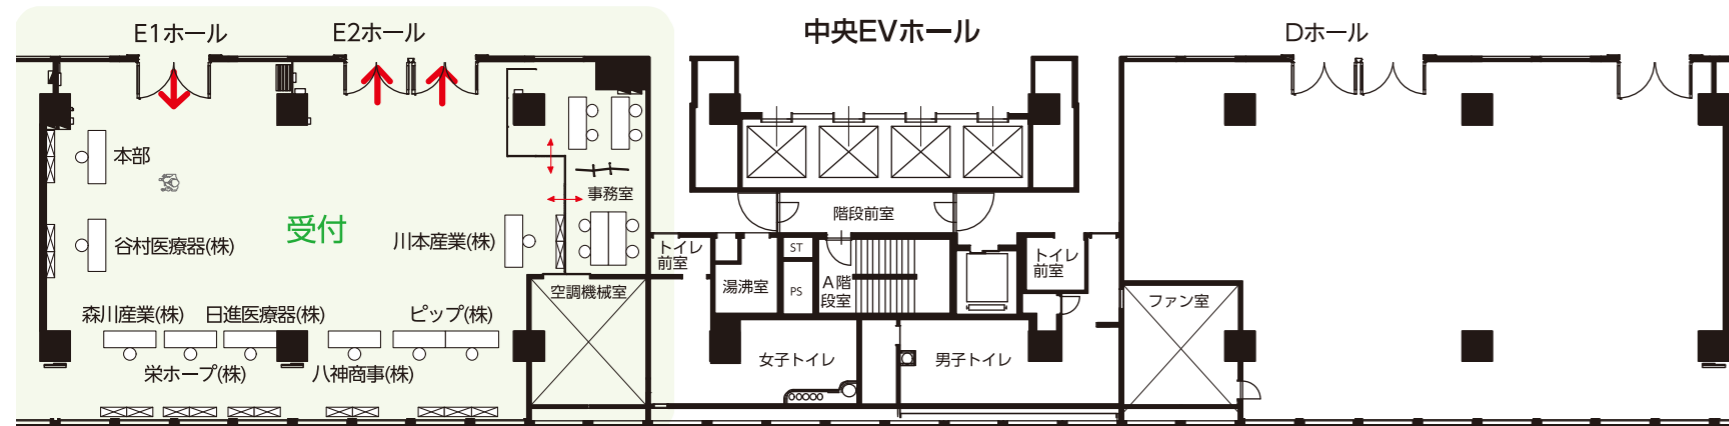 E1ホール
E2ホール
中央EVホール
Dホール
本部
事務室
受付
谷村医療器(株)
川本産業(株)
階段前室
トイレ
前室
ST
PS
湯沸室
A階
段室
トイレ
前室
空調機械室
ファン室
森川産業(株)
日進医療器(株)
ピップ(株)
栄ホープ(株)
八神商事(株)
女子トイレ
男子トイレ